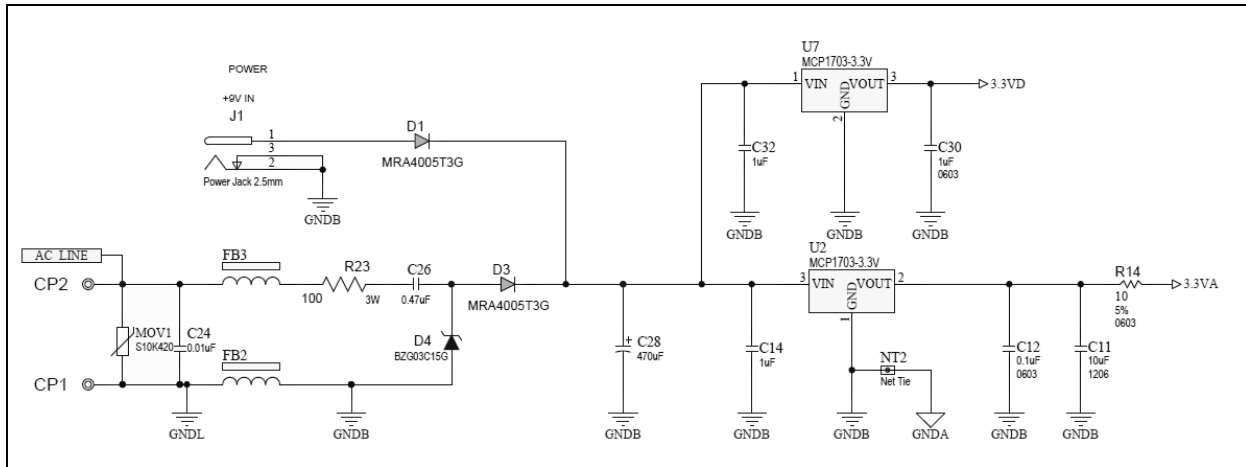 POWER
+9V IN
J1
1
3
2
Power Jack 2.5mm
GNDB
D1
MRA4005T3G
U7
MCP1703-3.3V
1
VIN
VOUT
3
GND
2
3.3VD
C32
1uF
C30
1uF
0603
GNDB
GNDB
GNDB
AC LINE
CP2
FB3
R23
100
3W
C26
0.47uF
D3
MRA4005T3G
MOV1
S10K420
C24
0.01uF
FB2
D4
BZG03C15G
CP1
GNDL
GNDB
C28
470uF
GNDB
U2
MCP1703-3.3V
3
VIN
VOUT
2
GND
1
C14
1uF
GNDB
NT2
Net Tie
GNDB
GNDA
C12
0.1uF
0603
GNDB
C11
10uF
1206
GNDB
R14
10
5%
0603
3.3VA